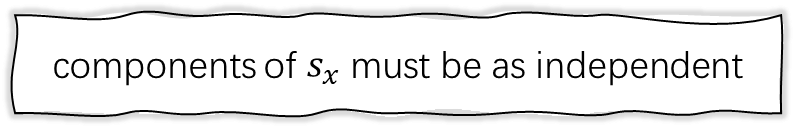 components of $s_x$ must be as independent